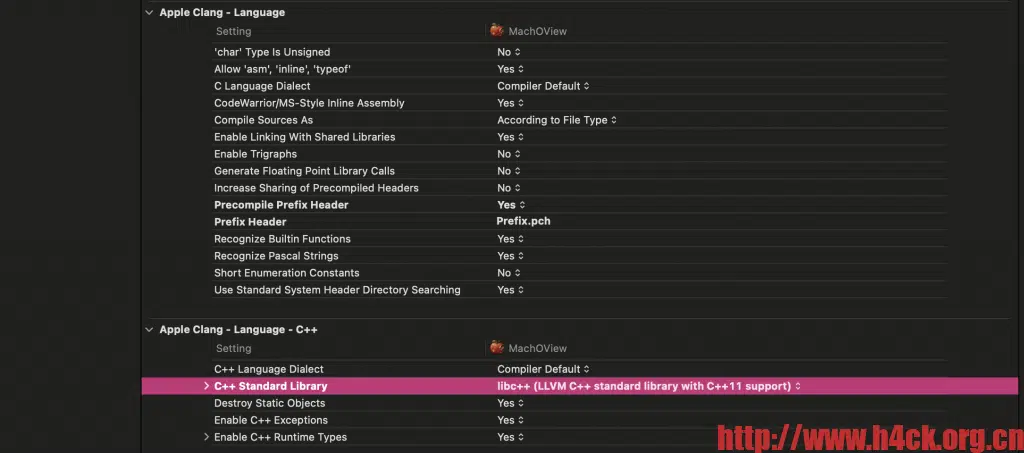 Apple Clang - Language
Setting MachOView
'char' Type Is Unsigned No
Allow 'asm', 'inline', 'typeof' Yes
C Language Dialect Compiler Default
CodeWarrior/MS-Style Inline Assembly Yes
Compile Sources As According to File Type
Enable Linking With Shared Libraries Yes
Enable Trigraphs No
Generate Floating Point Library Calls No
Increase Sharing of Precompiled Headers No
Precompile Prefix Header Yes
Prefix Header Prefix.pch
Recognize Builtin Functions Yes
Recognize Pascal Strings Yes
Short Enumeration Constants No
Use Standard System Header Directory Searching Yes
Apple Clang - Language - C++
Setting MachOView
C++ Language Dialect Compiler Default
C++ Standard Library libc++ (LLVM C++ standard library with C++11 support)
Destroy Static Objects Yes
Enable C++ Exceptions Yes
Enable C++ Runtime Types Yes
http://www.h4ck.org.cn